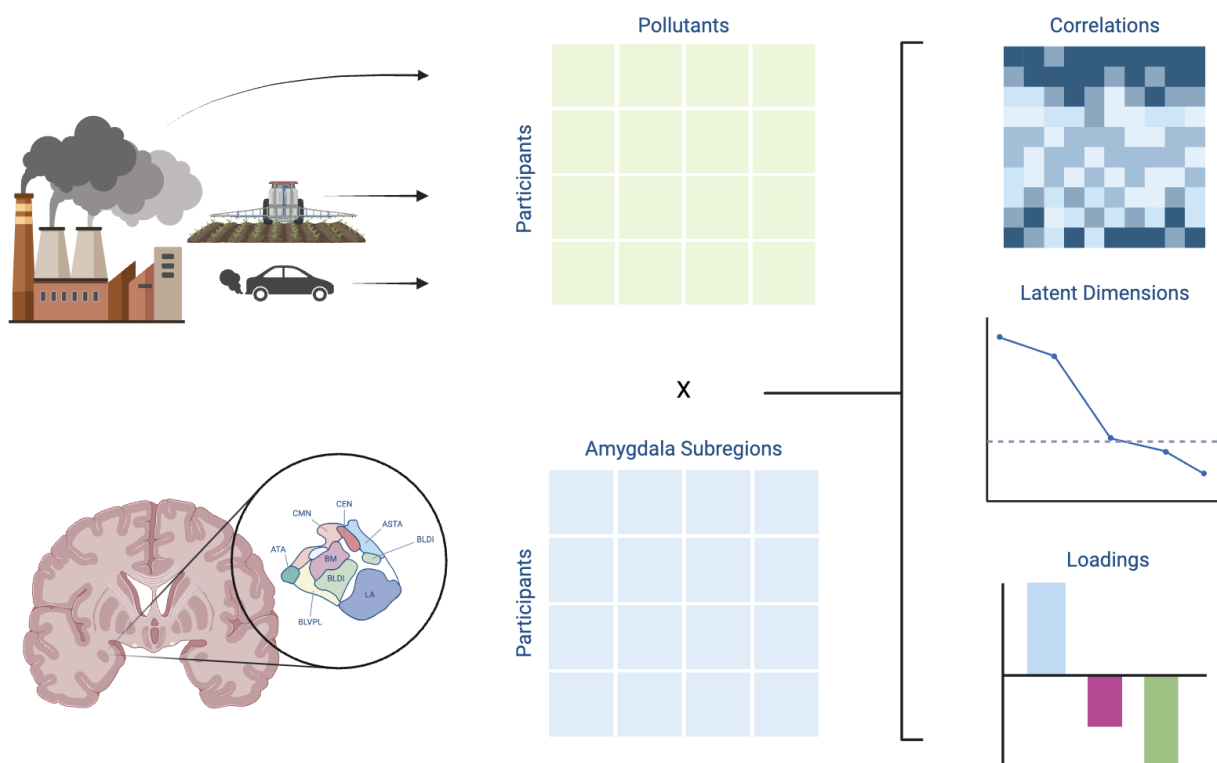 Pollutants
Participants
Correlations
Latent Dimensions
X
Amygdala Subregions
Participants
CEN
CMN
ASTA
BLDI
ATA
BM
BLDI
LA
BLVPL
Loadings